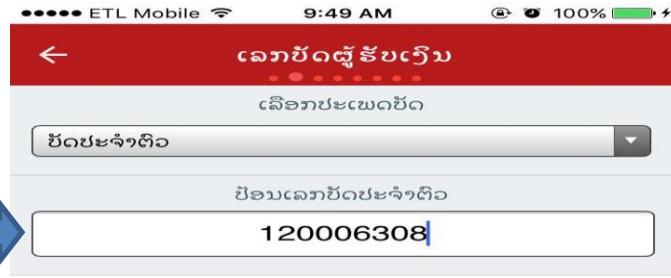 ETL Mobile 9:49 AM 100%
ເລກບັດຜູ້ຮັບເງິນ
ເລືອກປະເພດບັດ
ບັດປະຈຳຕົວ
ປ້ອນເລກບັດປະຈຳຕົວ
120006308